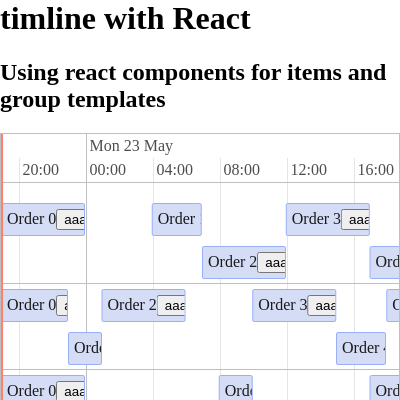 timline with React
Using react components for items and
group templates
Mon 23 May
20:00 00:00 04:00 08:00 12:00 16:00
Order 0 aaa Order Order 3 aaa
Order 2 aaa Ord
Order 0 a Order 2 aaa Order 3 aaa O
Orde Order 4
Order 0 aaa Orde Ord